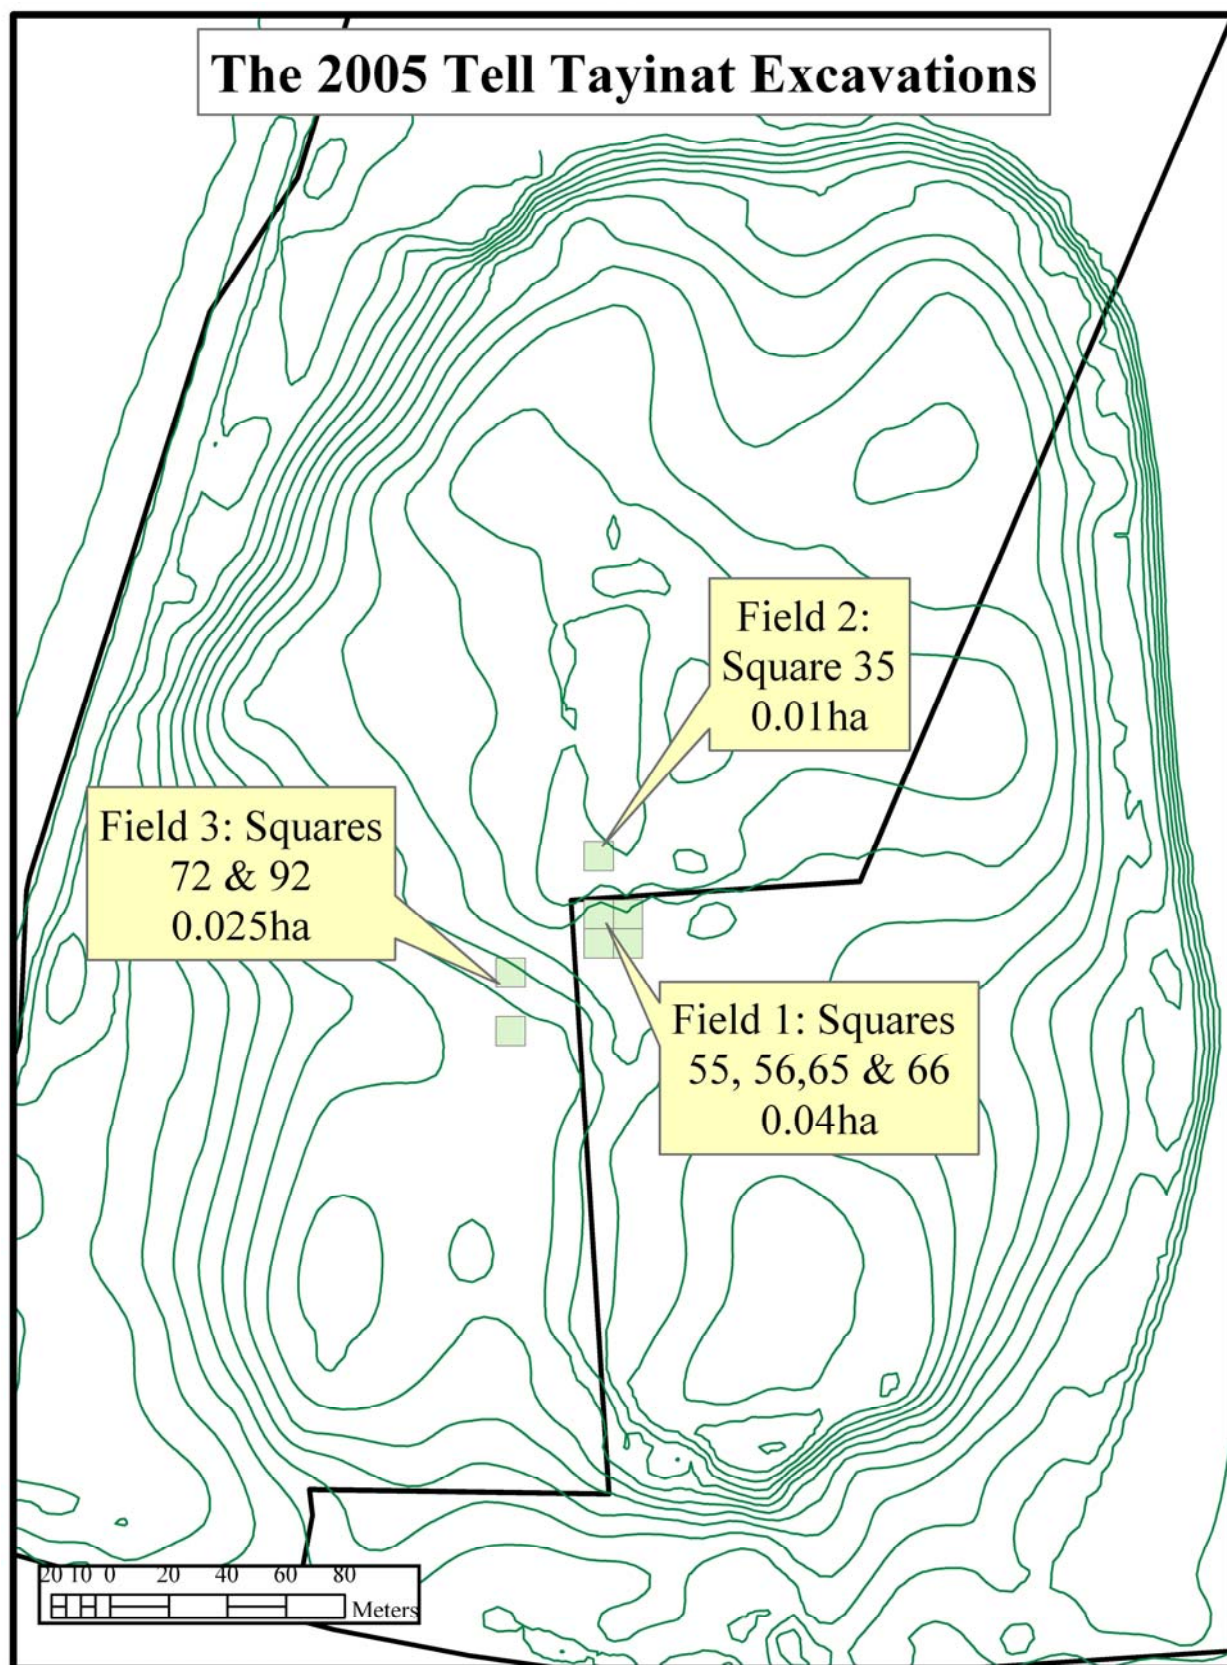 The 2005 Tell Tayinat Excavations
Field 2:
Square 35
0.01ha
Field 3: Squares
72 & 92
0.025ha
Field 1: Squares
55, 56,65 & 66
0.04ha
20 10 0 20 40 60 80
Meters